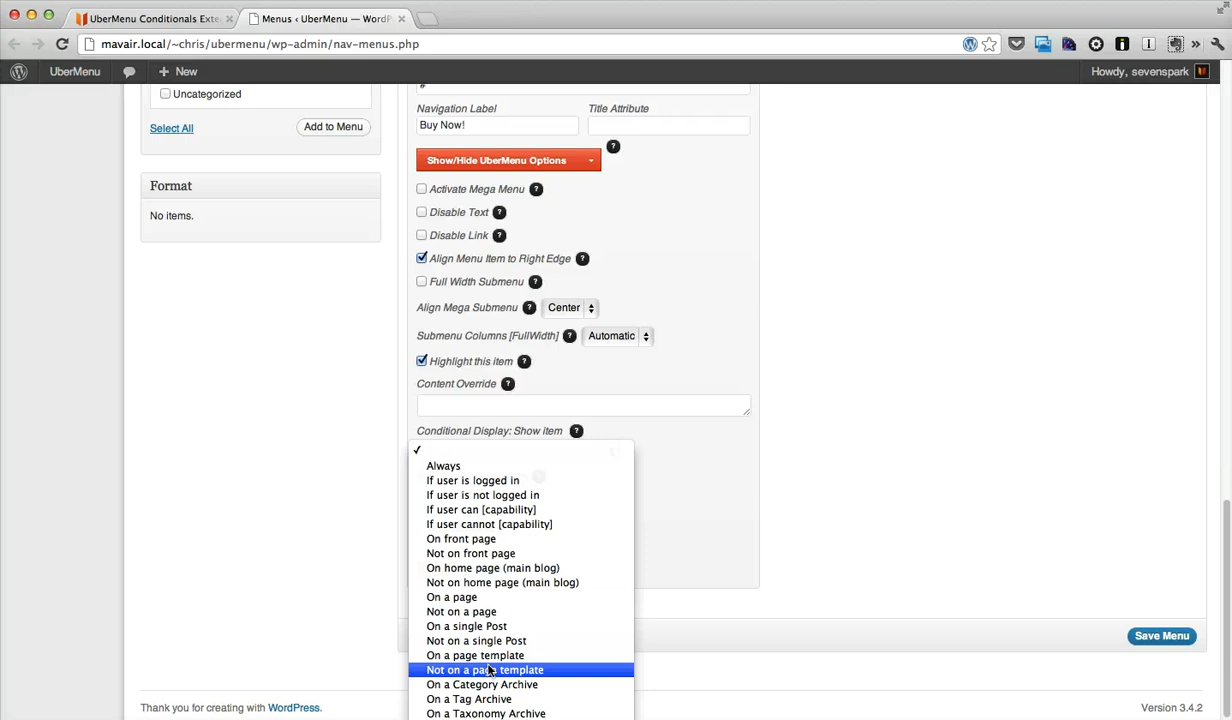 UberMenu Conditionals Exte
Menus ‹ UberMenu — WordP
mavair.local/~chris/ubermenu/wp-admin/nav-menus.php
UberMenu
New
Howdy, sevenspark
Uncategorized
Select All
Add to Menu
Format
No items.
#
Navigation Label
Title Attribute
Buy Now!
Show/Hide UberMenu Options
?
Activate Mega Menu ?
Disable Text ?
Disable Link ?
Align Menu Item to Right Edge ?
Full Width Submenu ?
Align Mega Submenu ? Center
Submenu Columns [FullWidth] ? Automatic
Highlight this item ?
Content Override ?
Conditional Display: Show item ?
Always
If user is logged in
If user is not logged in
If user can [capability]
If user cannot [capability]
On front page
Not on front page
On home page (main blog)
Not on home page (main blog)
On a page
Not on a page
On a single Post
Not on a single Post
On a page template
Not on a page template
On a Category Archive
On a Tag Archive
On a Taxonomy Archive
Save Menu
Thank you for creating with WordPress.
Version 3.4.2